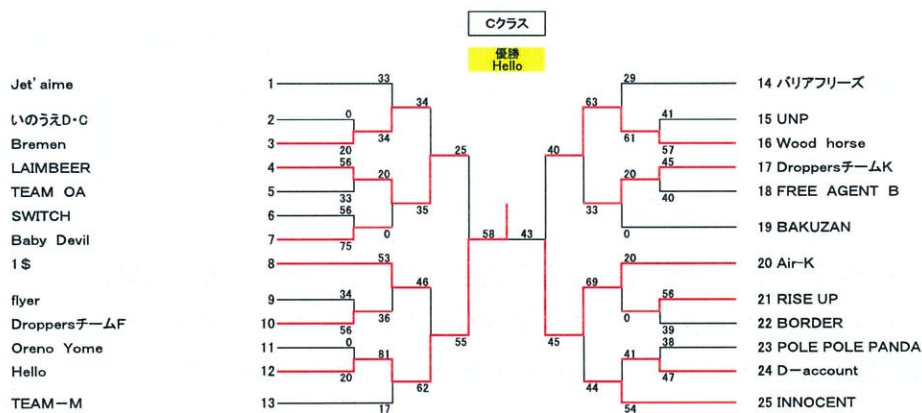 Cクラス
優勝
Hello
Jet'aime 1 33
34
いのうえD・C 2 0
34
Bremen 3 20
25
LAIMBEER 4 56
20
TEAM OA 5 33
35
SWITCH 6 56
0
Baby Devil 7 75
58
1$ 8 53
46
flyer 9 34
36
DroppersチームF 10 56
55
Oreno Yome 11 0
81
Hello 12 20
62
TEAM-M 13 17
29 14 バリアフリーズ
63
41 15 UNP
61
57 16 Wood horse
40
45 17 DroppersチームK
20
40 18 FREE AGENT B
33
0 19 BAKUZAN
43
20 20 Air-K
69
56 21 RISE UP
0
39 22 BORDER
45
38 23 POLE POLE PANDA
41
47 24 D-account
44
54 25 INNOCENT